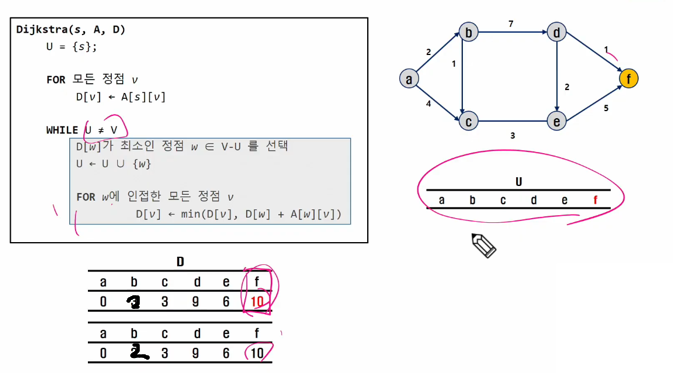 Dijkstra(s, A, D)
U = {s};
FOR 모든 정점 v
D[v] ← A[s][v]
WHILE U ≠ V
D[w]가 최소인 정점 w ∈ V-U 를 선택
U ← U ∪ {w}
FOR w에 인접한 모든 정점 v
D[v] ← min(D[v], D[w] + A[w][v])
b 7 d
2 1 1
a 2 f
4 5
c 3 e
U
a b c d e f
D
a b c d e f
0 3 9 6 10
a b c d e f
0 2 3 9 6 10